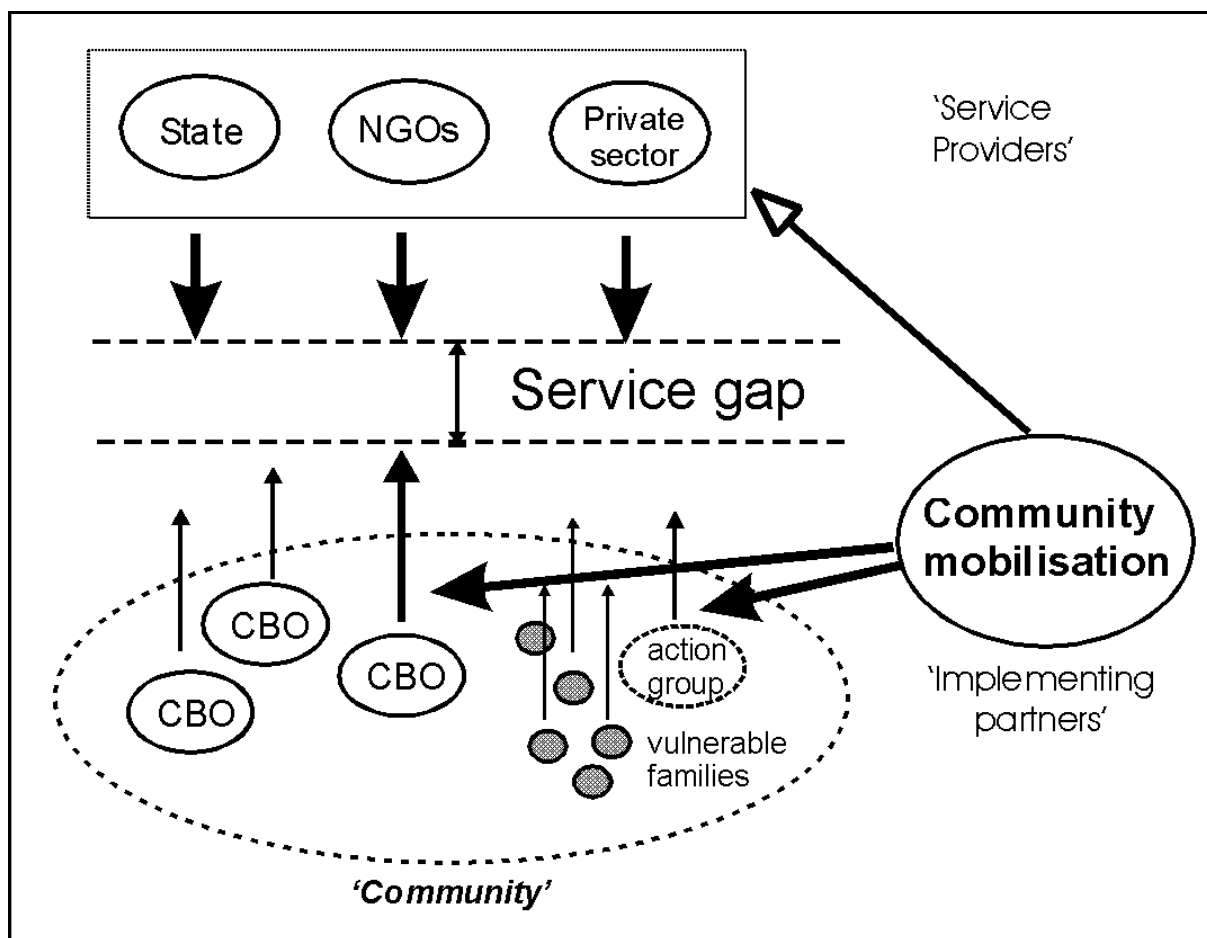 State
NGOs
Private
sector
‘Service
Providers’
Service gap
Community
mobilisation
‘Implementing
partners’
CBO
CBO
CBO
action
group
vulnerable
families
‘Community’